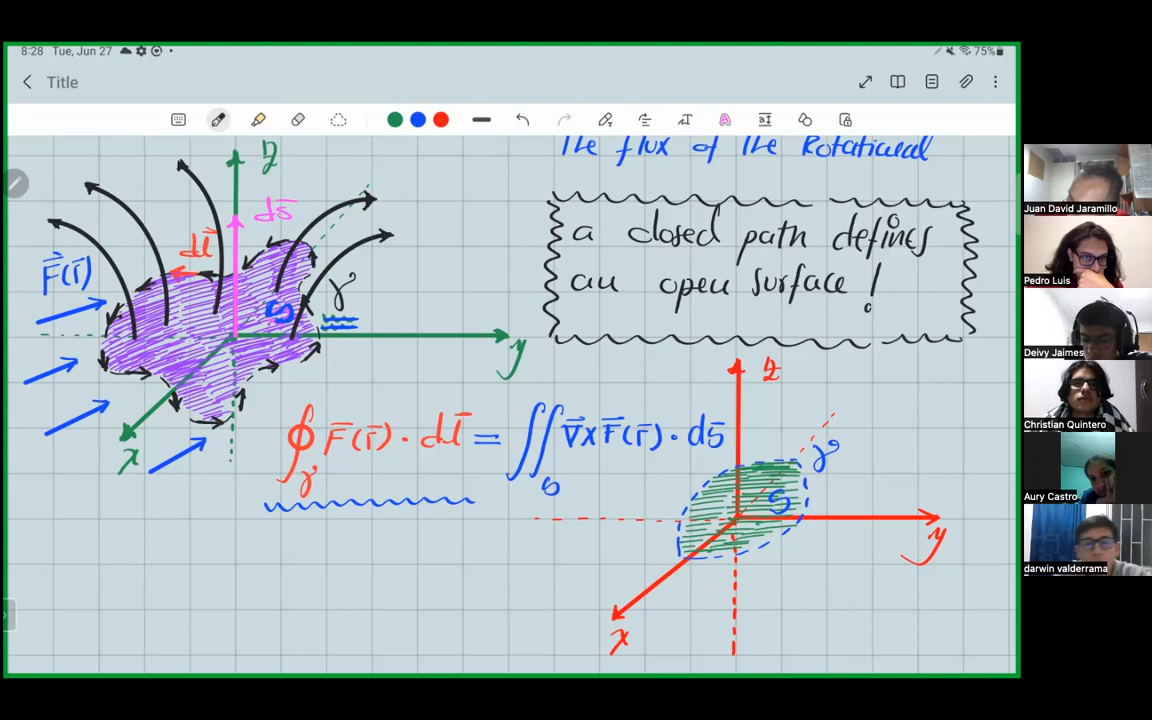 8:28 Tue, Jun 27
75%
Title
The flux of the Rotational
a closed path defines
an open surface!
z
ds̄
dl⃗
F⃗(r̄)
γ
S
y
x
∮γ F̄(r̄) · dl̄ = ∬s ∇⃗x F̄(r̄) · ds̄
z
γ
S
y
x
Juan David Jaramillo
Pedro Luis
Deivy Jaimes
Christian Quintero
Aury Castro
darwin valderrama